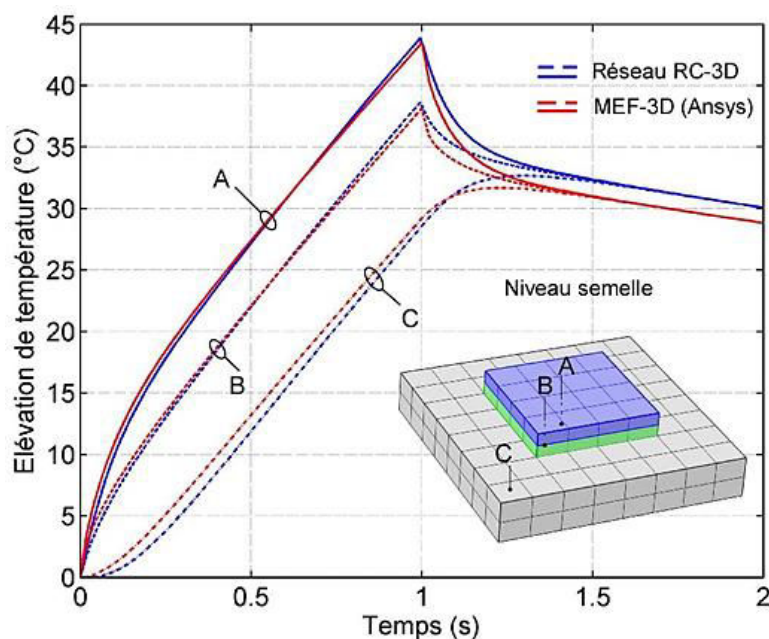 Elévation de température (°C)
45
40
35
30
25
20
15
10
5
0
Réseau RC-3D
MEF-3D (Ansys)
A
B
C
Niveau semelle
A
B
C
0
0.5
1
1.5
2
Temps (s)